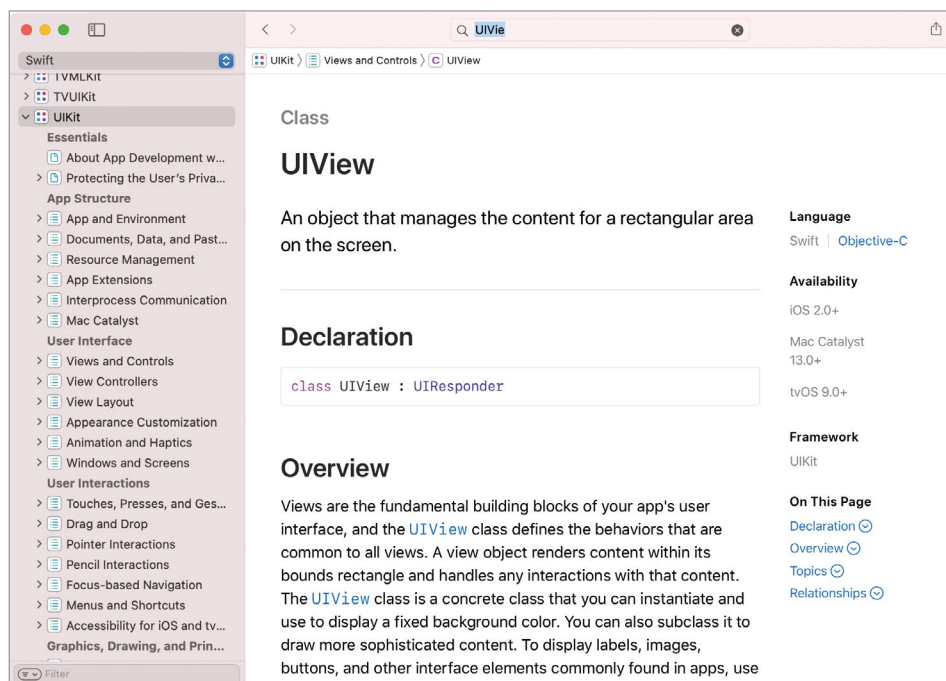 UIVie
Swift
UIKit
Views and Controls
C UIView
TVMLKit
TVUIKit
UIKit
Essentials
About App Development w...
Protecting the User's Priva...
App Structure
App and Environment
Documents, Data, and Past...
Resource Management
App Extensions
Interprocess Communication
Mac Catalyst
User Interface
Views and Controls
View Controllers
View Layout
Appearance Customization
Animation and Haptics
Windows and Screens
User Interactions
Touches, Presses, and Ges...
Drag and Drop
Pointer Interactions
Pencil Interactions
Focus-based Navigation
Menus and Shortcuts
Accessibility for iOS and tv...
Graphics, Drawing, and Prin...
Filter
Class
UIView
An object that manages the content for a rectangular area
on the screen.
Declaration
class UIView : UIResponder
Overview
Views are the fundamental building blocks of your app's user
interface, and the UIView class defines the behaviors that are
common to all views. A view object renders content within its
bounds rectangle and handles any interactions with that content.
The UIView class is a concrete class that you can instantiate and
use to display a fixed background color. You can also subclass it to
draw more sophisticated content. To display labels, images,
buttons, and other interface elements commonly found in apps, use
Language
Swift Objective-C
Availability
iOS 2.0+
Mac Catalyst
13.0+
tvOS 9.0+
Framework
UIKit
On This Page
Declaration
Overview
Topics
Relationships